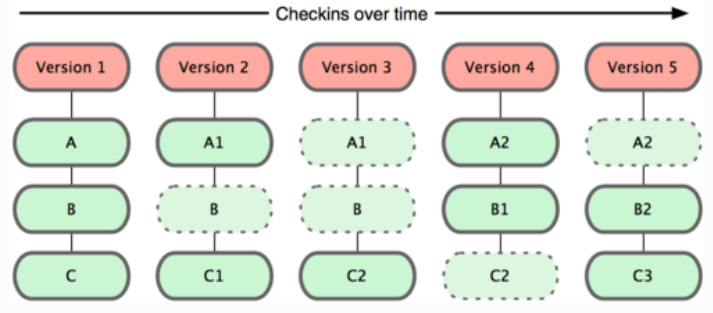 Checkins over time
Version 1 Version 2 Version 3 Version 4 Version 5
A A1 A1 A2 A2
B B B B1 B2
C C1 C2 C2 C3